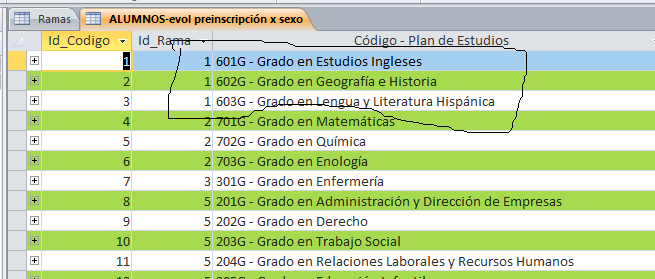 Ramas ALUMNOS-evol preinscripción x sexo
Id_Codigo Id_Rama Código - Plan de Estudios
1 1 601G - Grado en Estudios Ingleses
2 1 602G - Grado en Geografía e Historia
3 1 603G - Grado en Lengua y Literatura Hispánica
4 2 701G - Grado en Matemáticas
5 2 702G - Grado en Química
6 2 703G - Grado en Enología
7 3 301G - Grado en Enfermería
8 5 201G - Grado en Administración y Dirección de Empresas
9 5 202G - Grado en Derecho
10 5 203G - Grado en Trabajo Social
11 5 204G - Grado en Relaciones Laborales y Recursos Humanos